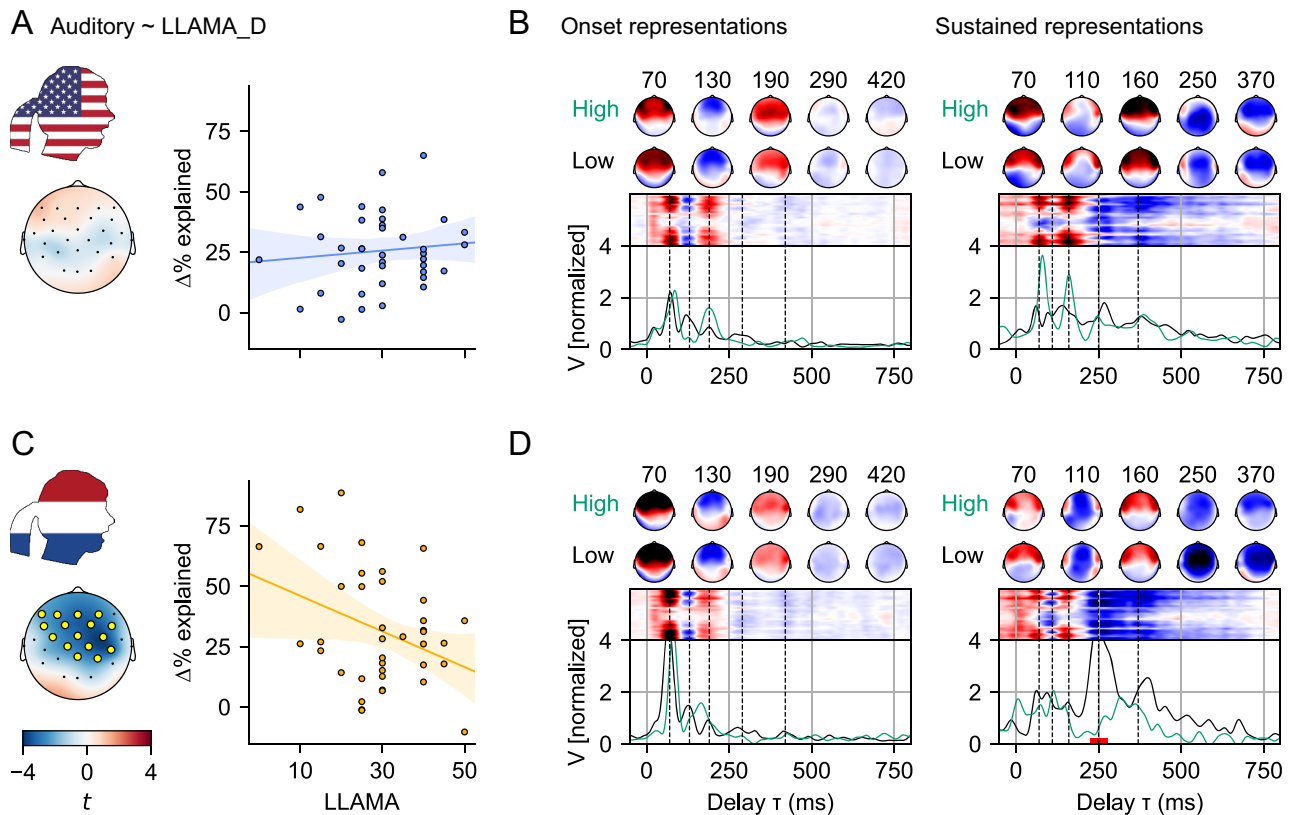 A Auditory ~ LLAMA_D
Δ% explained
75
50
25
0
10 30 50
B Onset representations Sustained representations
70 130 190 290 420 70 110 160 250 370
High
Low
V [normalized]
4
2
0
0 250 500 750 0 250 500 750
4
2
0
C
Δ% explained
75
50
25
0
10 30 50
LLAMA
−4 0 4
t
D
70 130 190 290 420 70 110 160 250 370
High High
Low Low
V [normalized]
4
2
0
0 250 500 750 0 250 500 750
4
2
0
Delay τ (ms) Delay τ (ms)